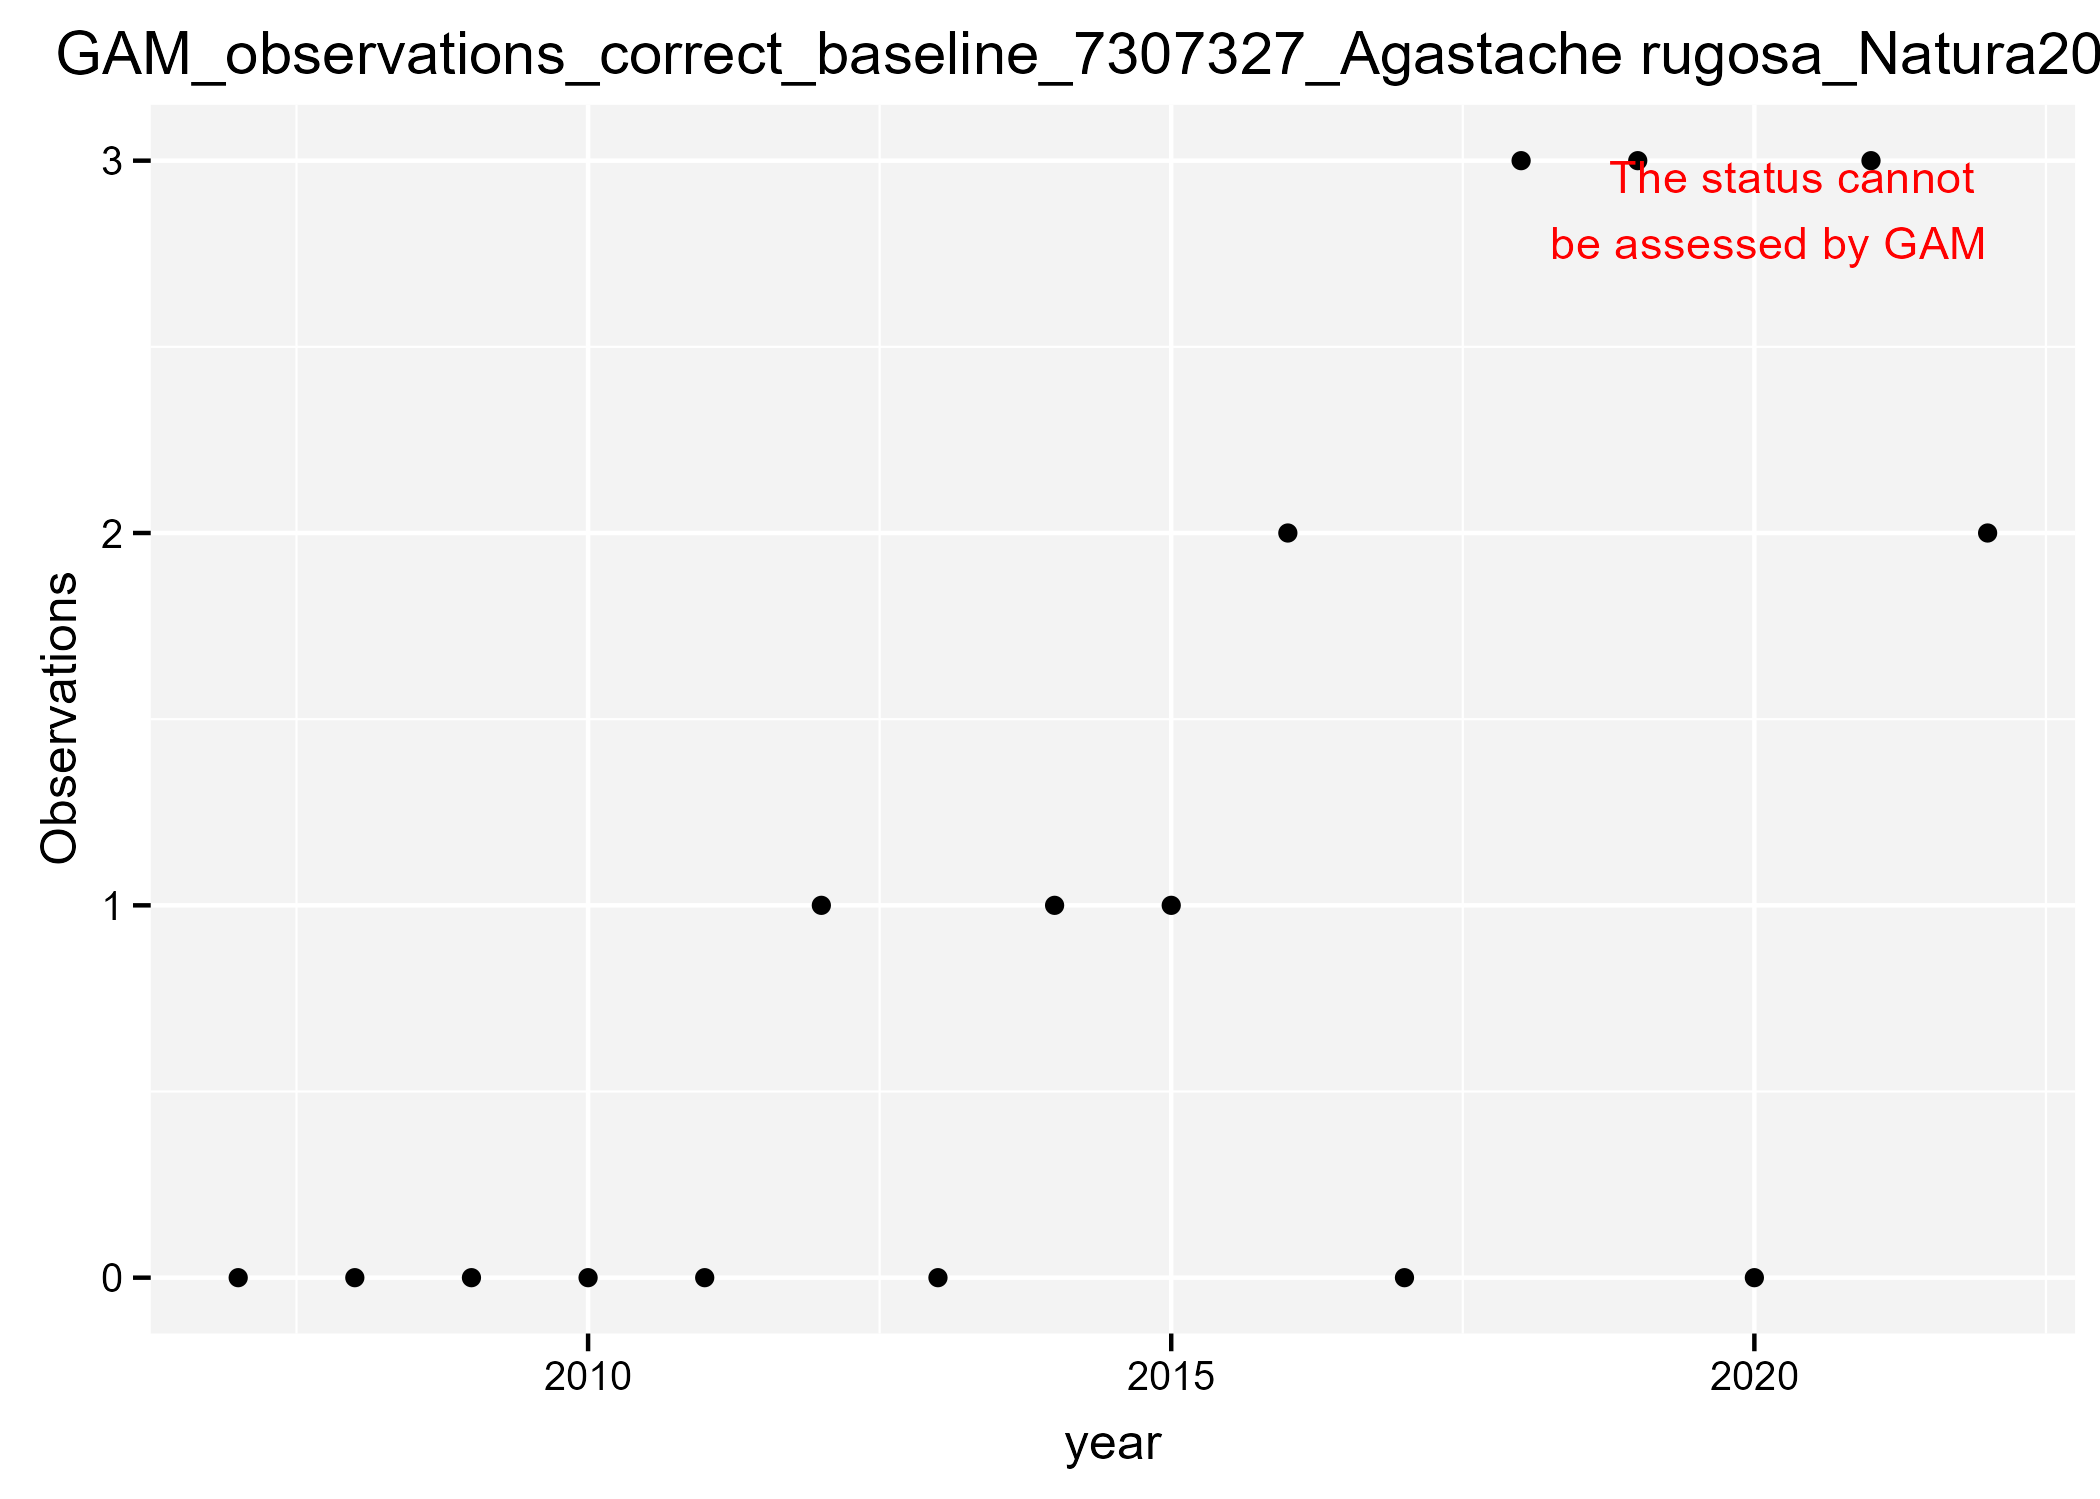 GAM_observations_correct_baseline_7307327_Agastache rugosa_Natura20
3
The status cannot
be assessed by GAM
2
Observations
1
0
2010 2015 2020
year